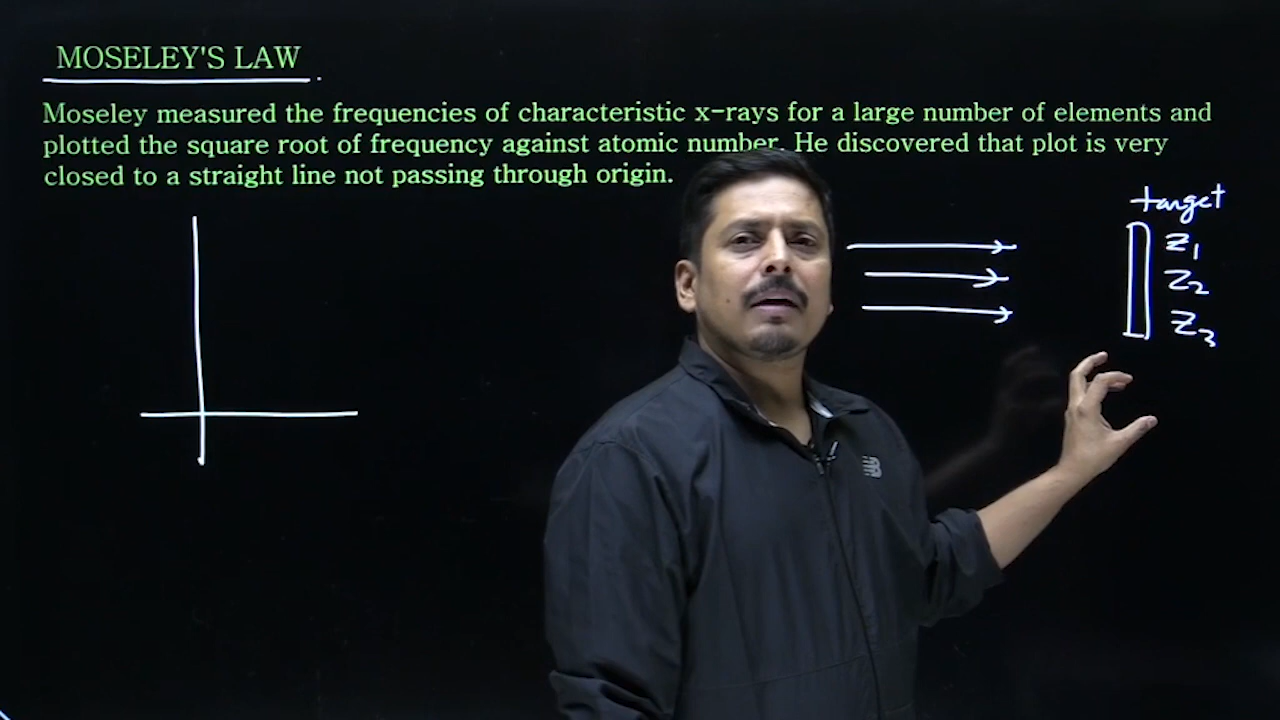 MOSELEY'S LAW
Moseley measured the frequencies of characteristic x-rays for a large number of elements and
plotted the square root of frequency against atomic number. He discovered that plot is very
closed to a straight line not passing through origin.
target
Z1
Z2
Z3